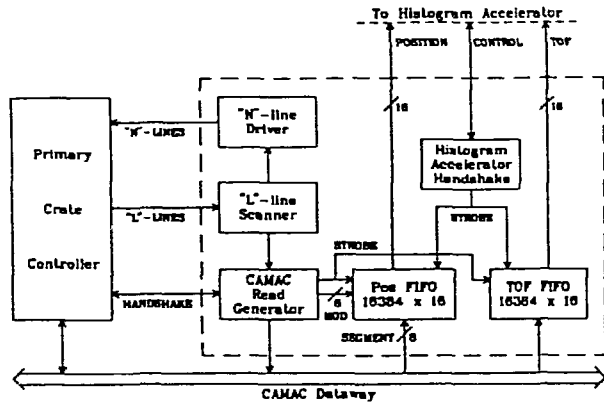 To Histogram Accelerator
POSITION
CONTROL
TOF
16
16
"N"-line
Driver
"N"-LINES
Primary
Crate
Controller
Histogram
Accelerator
Handshake
"L"-line
Scanner
"L"-LINES
STROBE
STROBE
CAMAC
Read
Generator
HANDSHAKE
Pos FIFO
16384 x 16
TOF FIFO
16384 x 16
MOD
SEGMENT
8
CAMAC Dataway